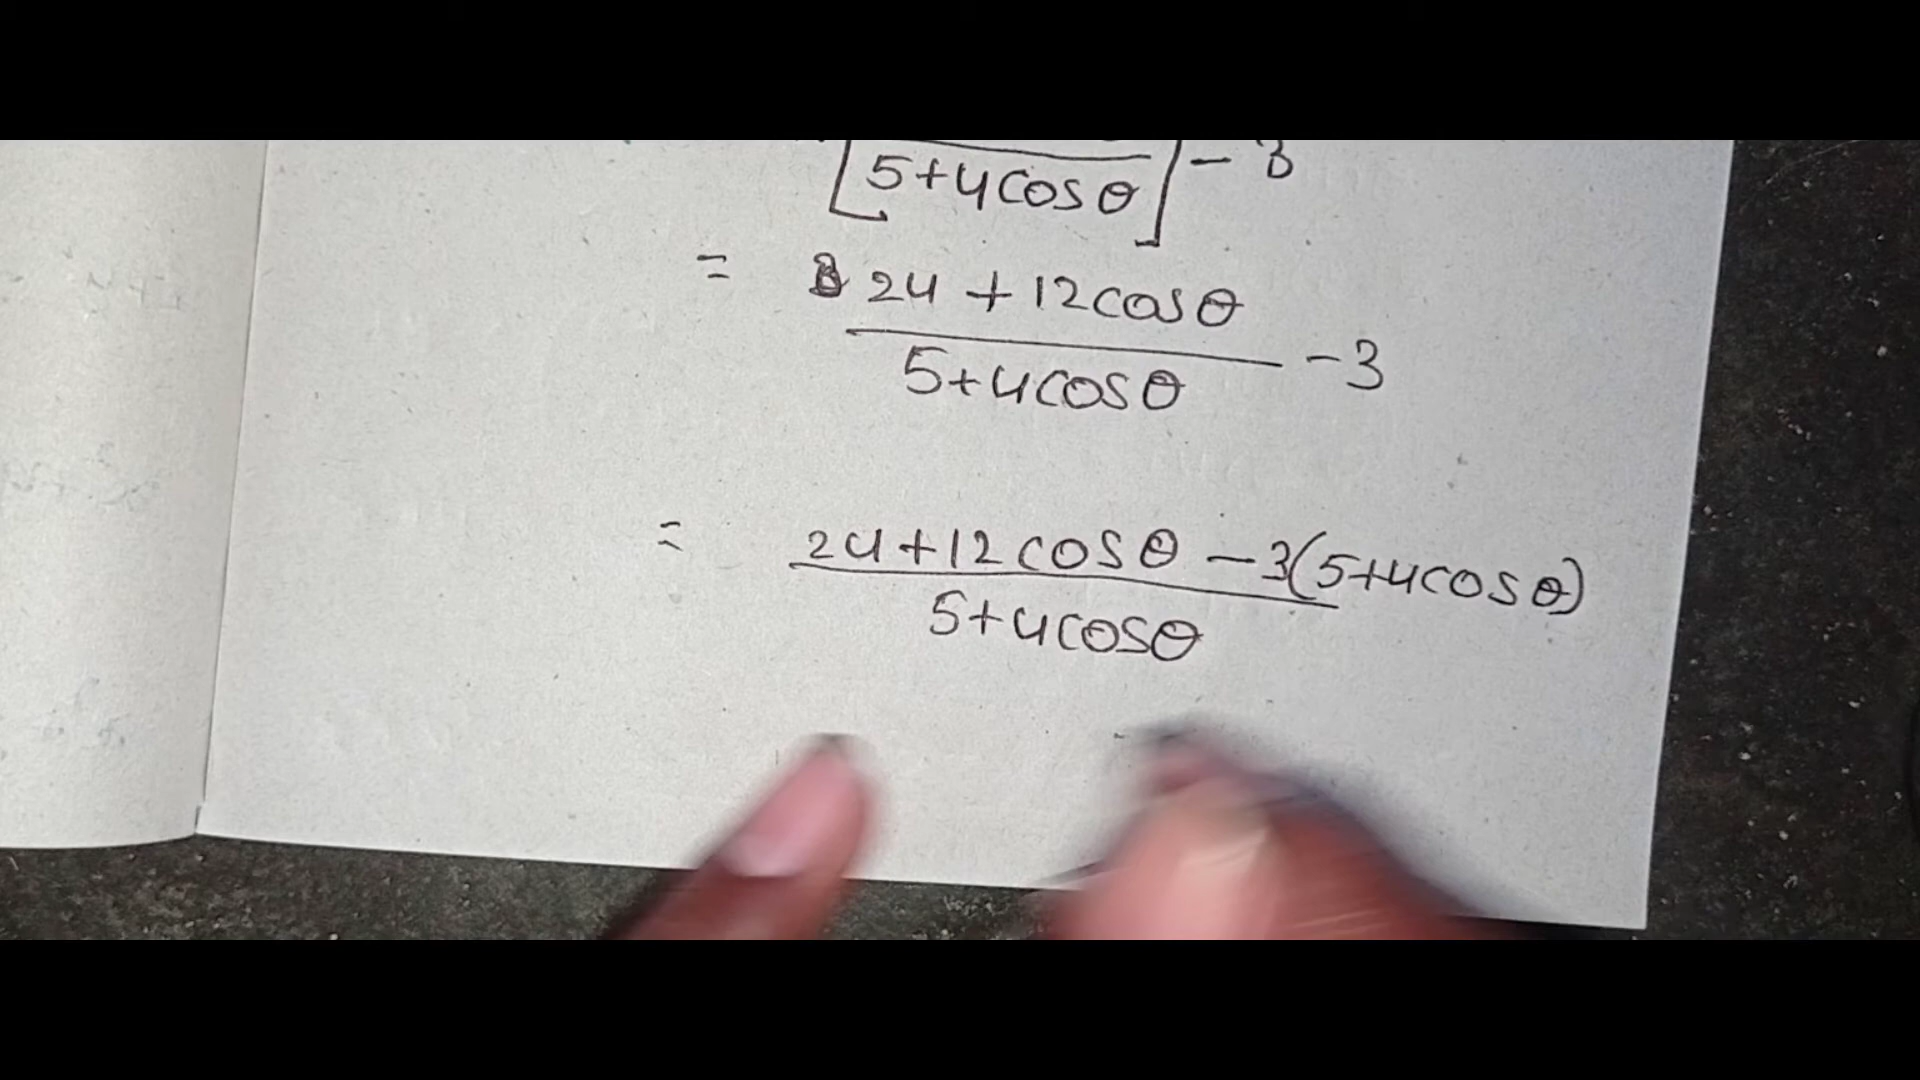 [5+4cosθ] - 3
= 24 + 12cosθ
5+4cosθ - 3
= 24+12cosθ - 3(5+4cosθ)
5+4cosθ